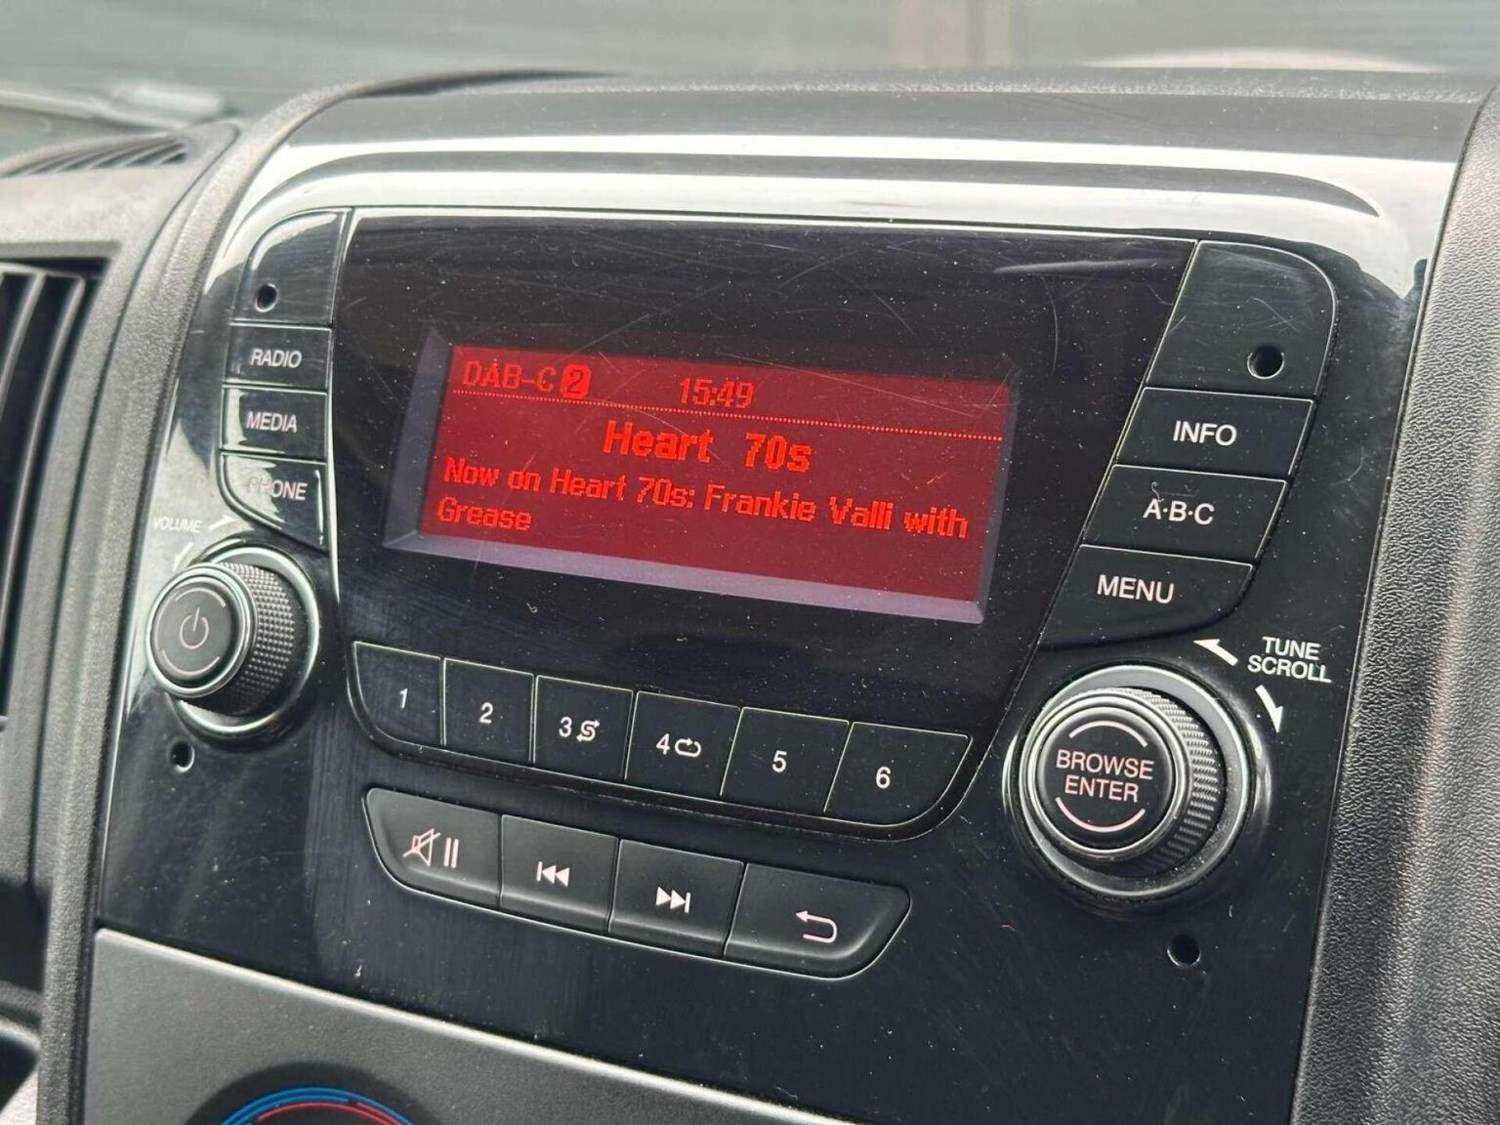 DAB-C 2 15:49
Heart 70s
Now on Heart 70s: Frankie Valli with
Grease
RADIO
MEDIA
PHONE
VOLUME
INFO
A·B·C
MENU
TUNE
SCROLL
BROWSE
ENTER
1 2 3 4 5 6